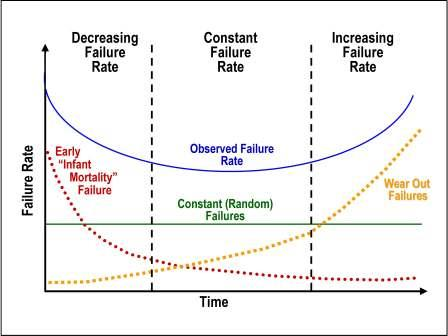 Decreasing
Failure
Rate
Constant
Failure
Rate
Increasing
Failure
Rate
Early
“Infant
Mortality”
Failure
Observed Failure
Rate
Constant (Random)
Failures
Wear Out
Failures
Failure Rate
Time